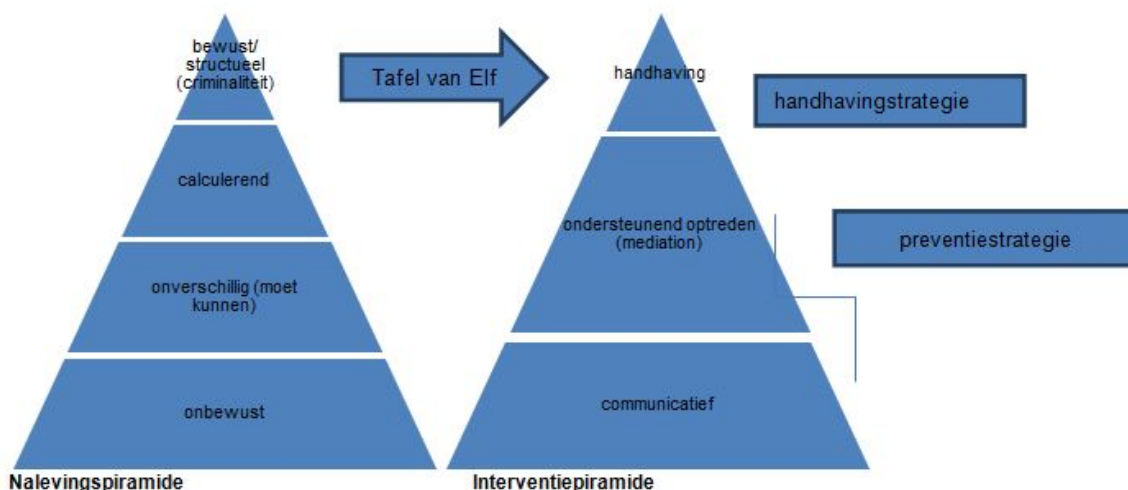 bewust/
structueel
(criminaliteit)
calculerend
onverschillig (moet
kunnen)
onbewust
Nalevingspiramide
Tafel van Elf
handhaving
ondersteunend optreden
(mediation)
communicatief
Interventiepiramide
handhavingstrategie
preventiestrategie